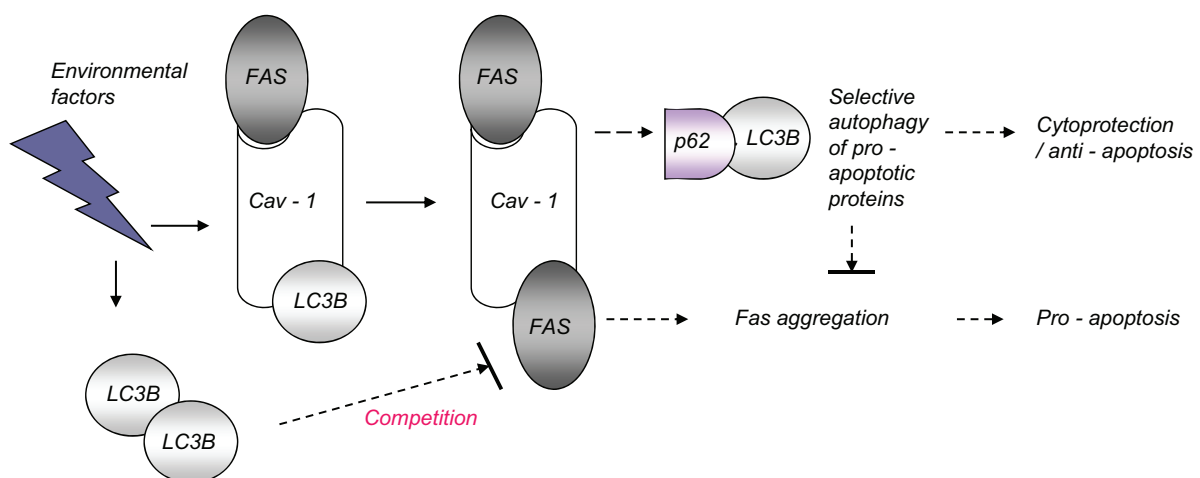 Environmental
factors
FAS
Cav - 1
LC3B
FAS
Cav - 1
FAS
p62
LC3B
Selective
autophagy
of pro -
apoptotic
proteins
Cytoprotection
/ anti - apoptosis
Fas aggregation
Pro - apoptosis
LC3B
LC3B
Competition